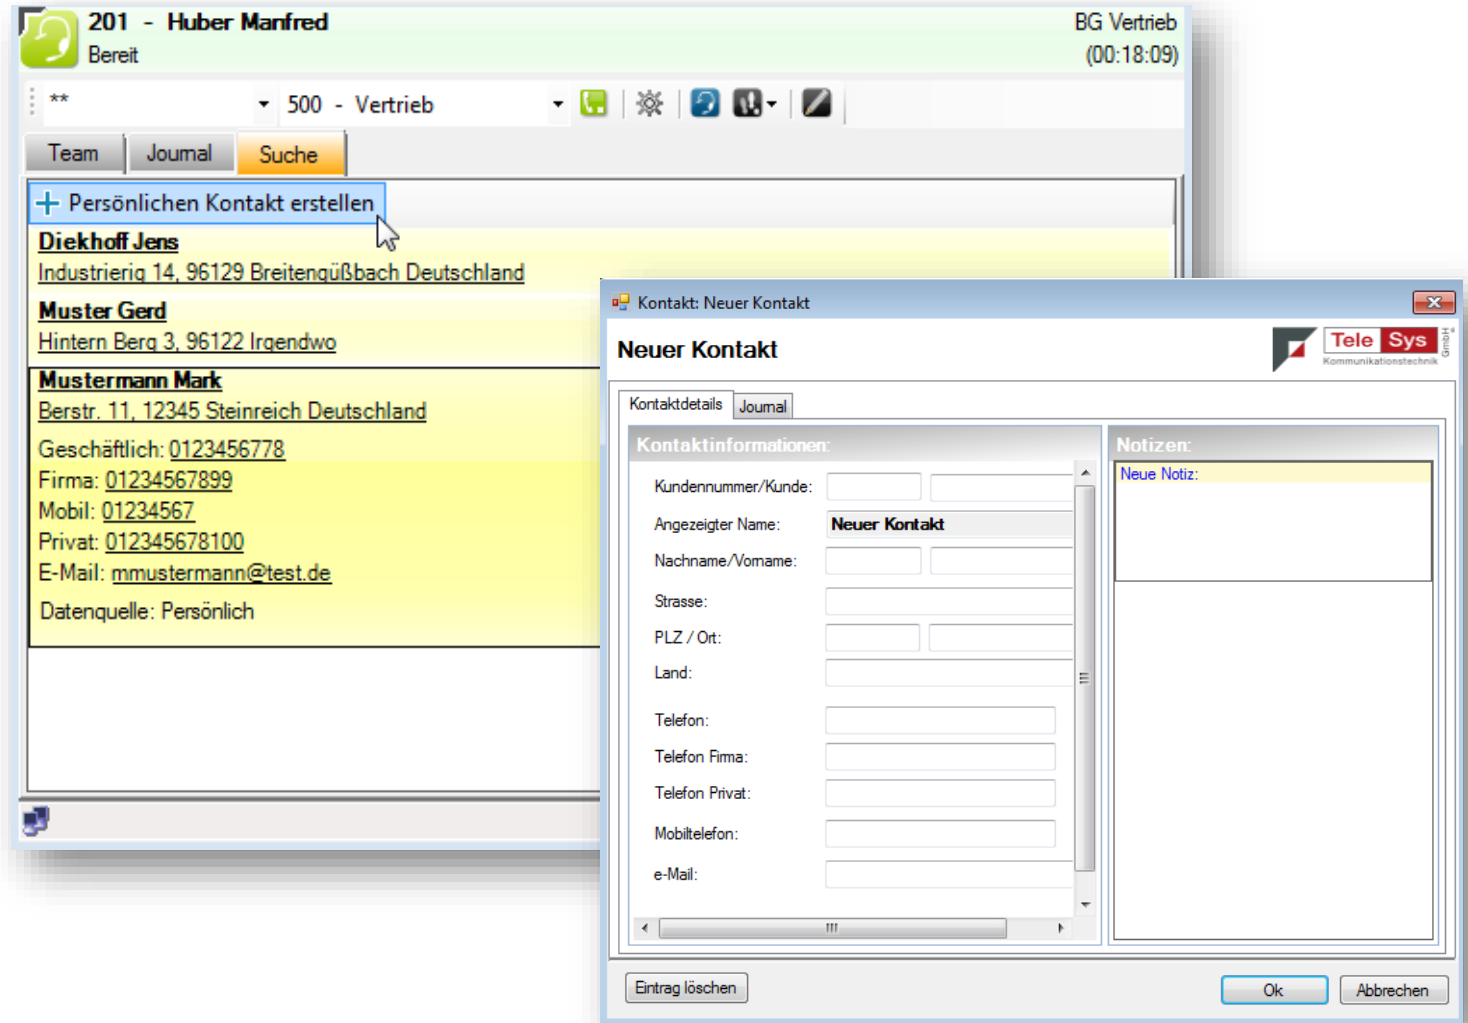 201 - Huber Manfred
BG Vertrieb
Bereit
(00:18:09)
**
500 - Vertrieb
Team
Journal
Suche
+ Persönlichen Kontakt erstellen
Diekhoff Jens
Industrierig 14, 96129 Breitengüßbach Deutschland
Muster Gerd
Hintern Berg 3, 96122 Irgendwo
Mustermann Mark
Berstr. 11, 12345 Steinreich Deutschland
Geschäftlich: 0123456778
Firma: 01234567899
Mobil: 01234567
Privat: 012345678100
E-Mail: mmustermann@test.de
Datenquelle: Persönlich
Kontakt: Neuer Kontakt
Neuer Kontakt
Tele Sys GmbH
Kommunikationstechnik
Kontaktdetails
Journal
Kontaktinformationen:
Notizen:
Neue Notiz:
Kundennummer/Kunde:
Angezeigter Name:
Neuer Kontakt
Nachname/Vorname:
Strasse:
PLZ / Ort:
Land:
Telefon:
Telefon Firma:
Telefon Privat:
Mobiltelefon:
e-Mail:
Eintrag löschen
Ok
Abbrechen